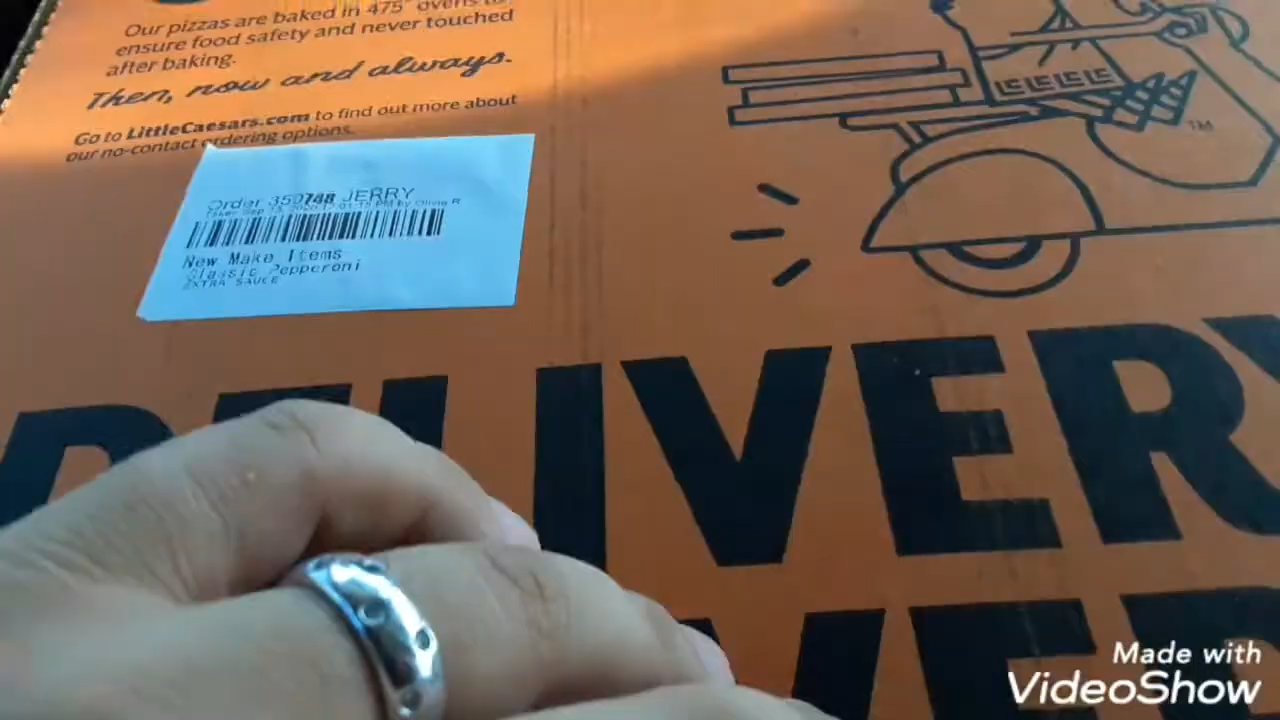 Our pizzas are baked in 475° ovens to
ensure food safety and never touched
after baking.
Then, now and always.
Go to LittleCaesars.com to find out more about
our no-contact ordering options.
TM
Order 350748 JERRY
New Make Items
Classic Pepperoni
EXTRA SAUCE
DELIVERY
Made with
VideoShow